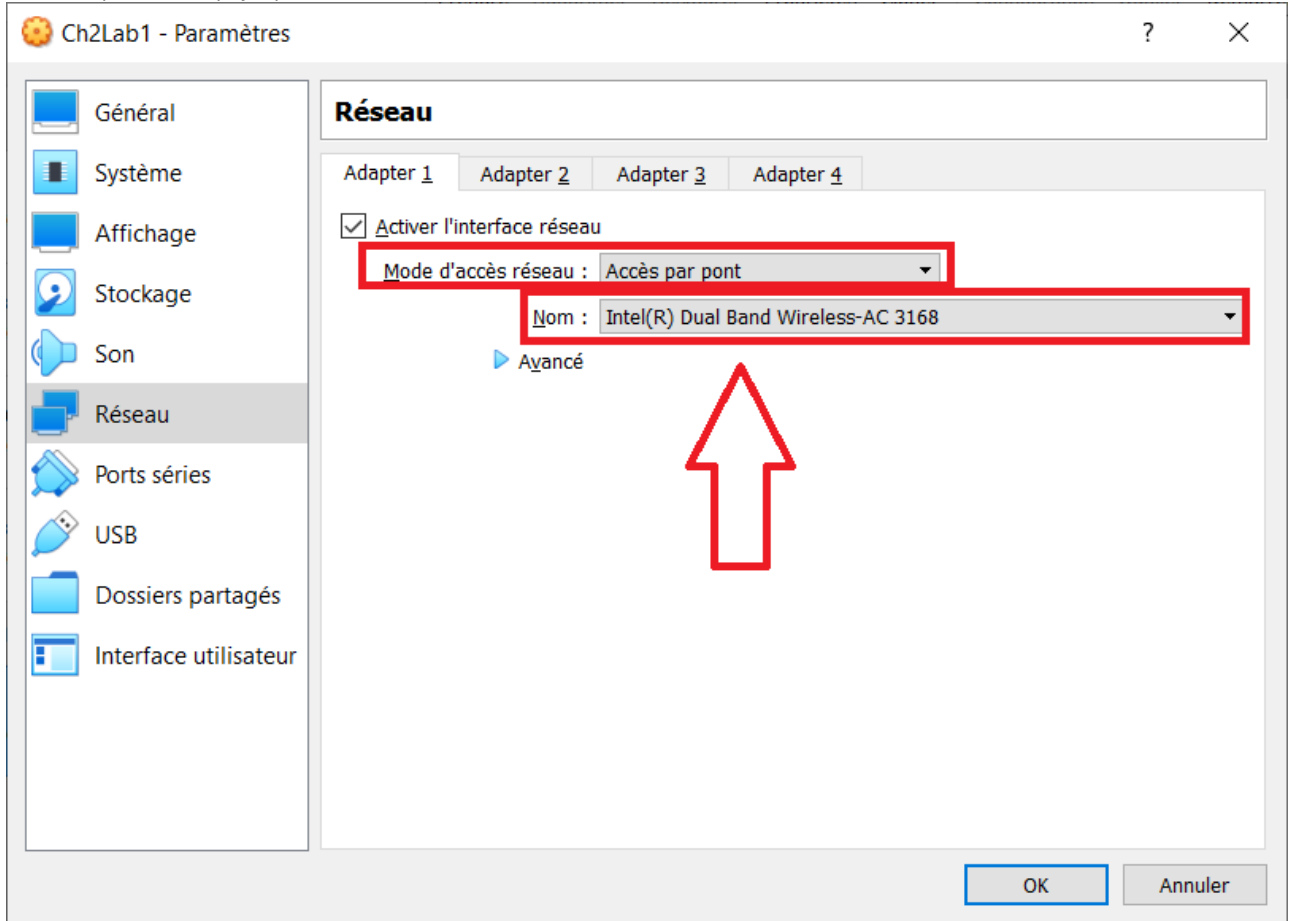 Ch2Lab1 - Paramètres
?
Général
Système
Affichage
Stockage
Son
Réseau
Ports séries
USB
Dossiers partagés
Interface utilisateur
Réseau
Adapter 1 Adapter 2 Adapter 3 Adapter 4
Activer l'interface réseau
Mode d'accès réseau : Accès par pont
Nom : Intel(R) Dual Band Wireless-AC 3168
Avancé
OK Annuler